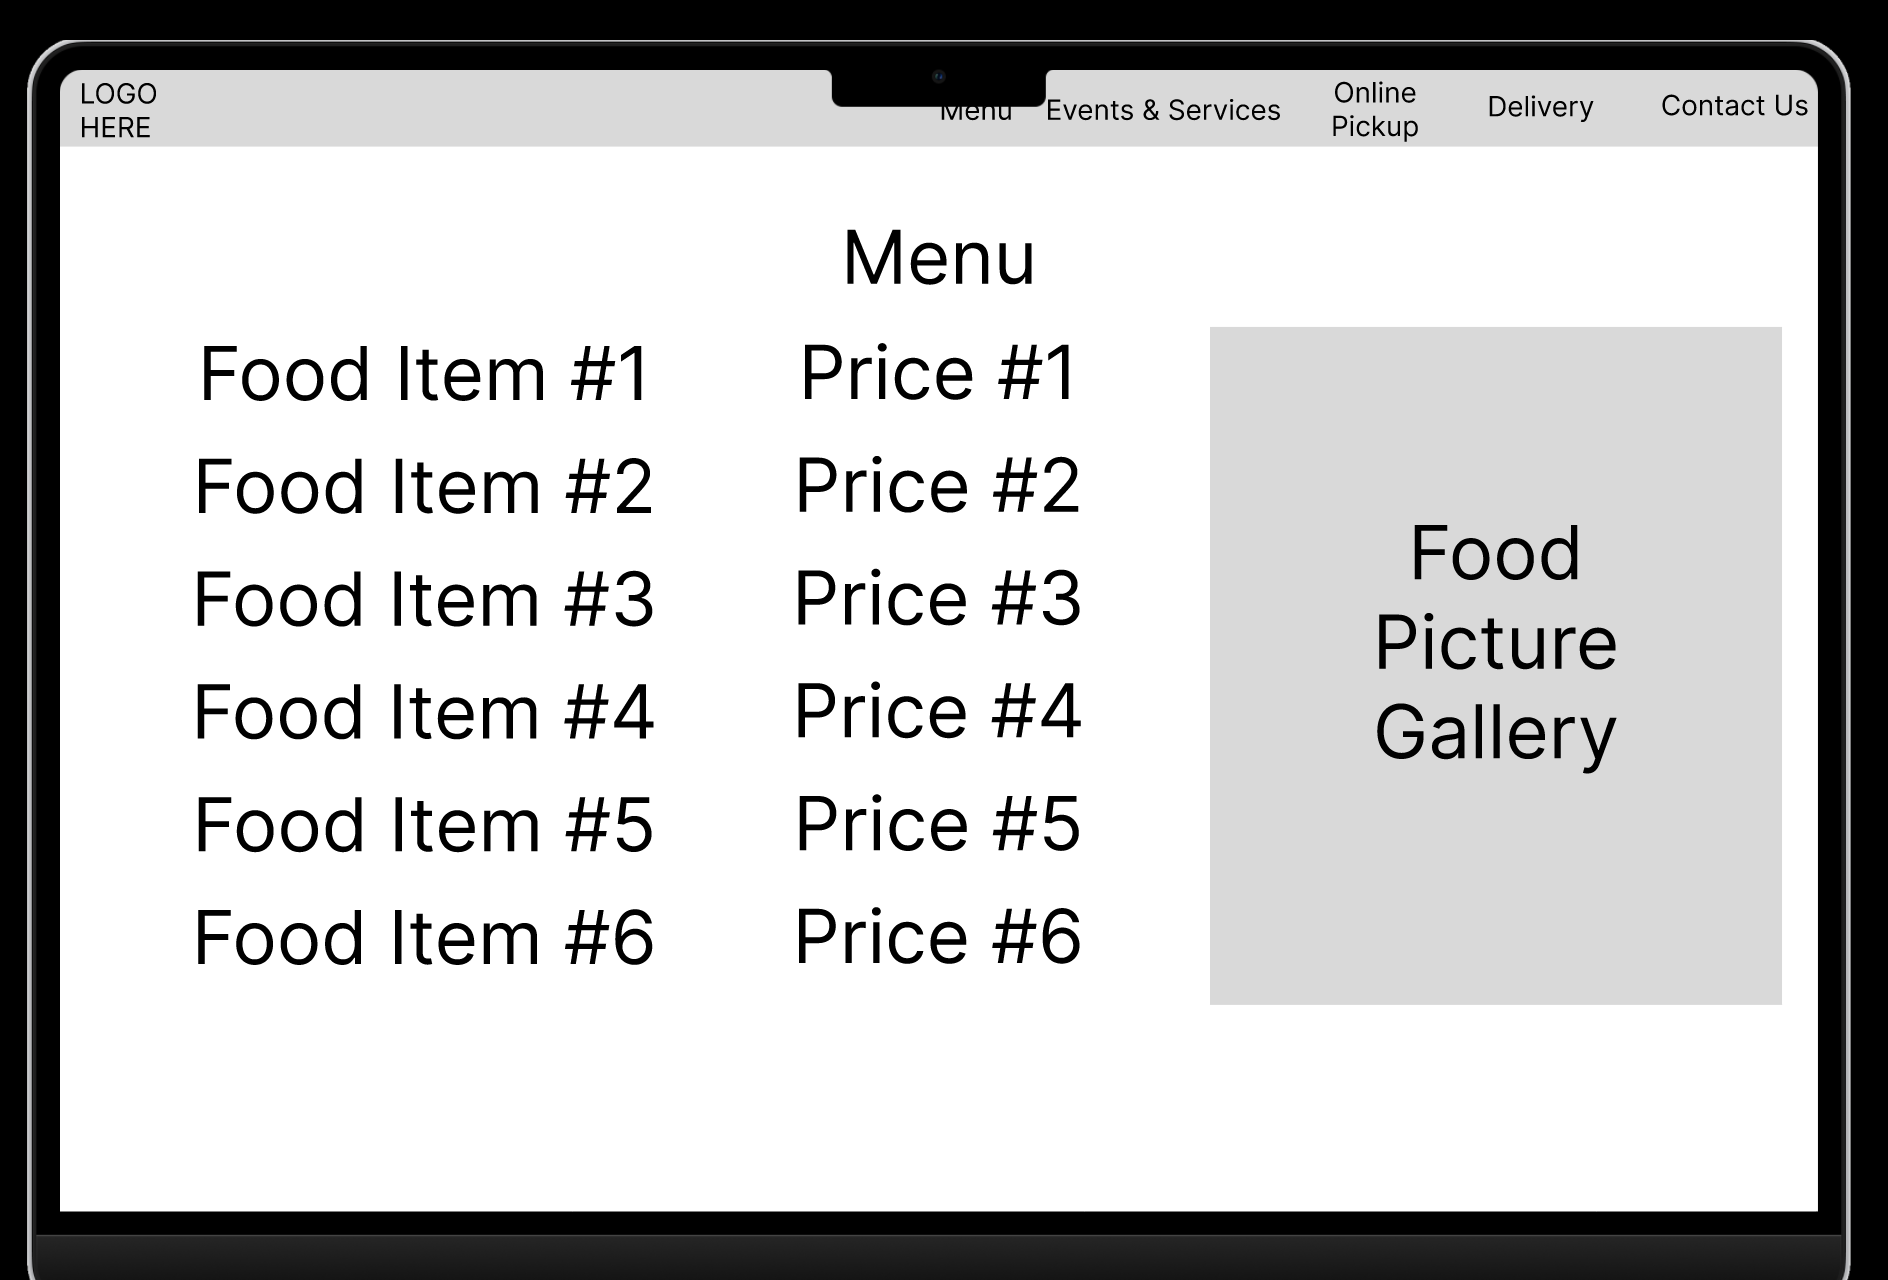 LOGO
HERE
Menu
Events & Services
Online
Pickup
Delivery
Contact Us
Menu
Food Item #1
Price #1
Food Item #2
Price #2
Food Item #3
Price #3
Food Item #4
Price #4
Food Item #5
Price #5
Food Item #6
Price #6
Food
Picture
Gallery